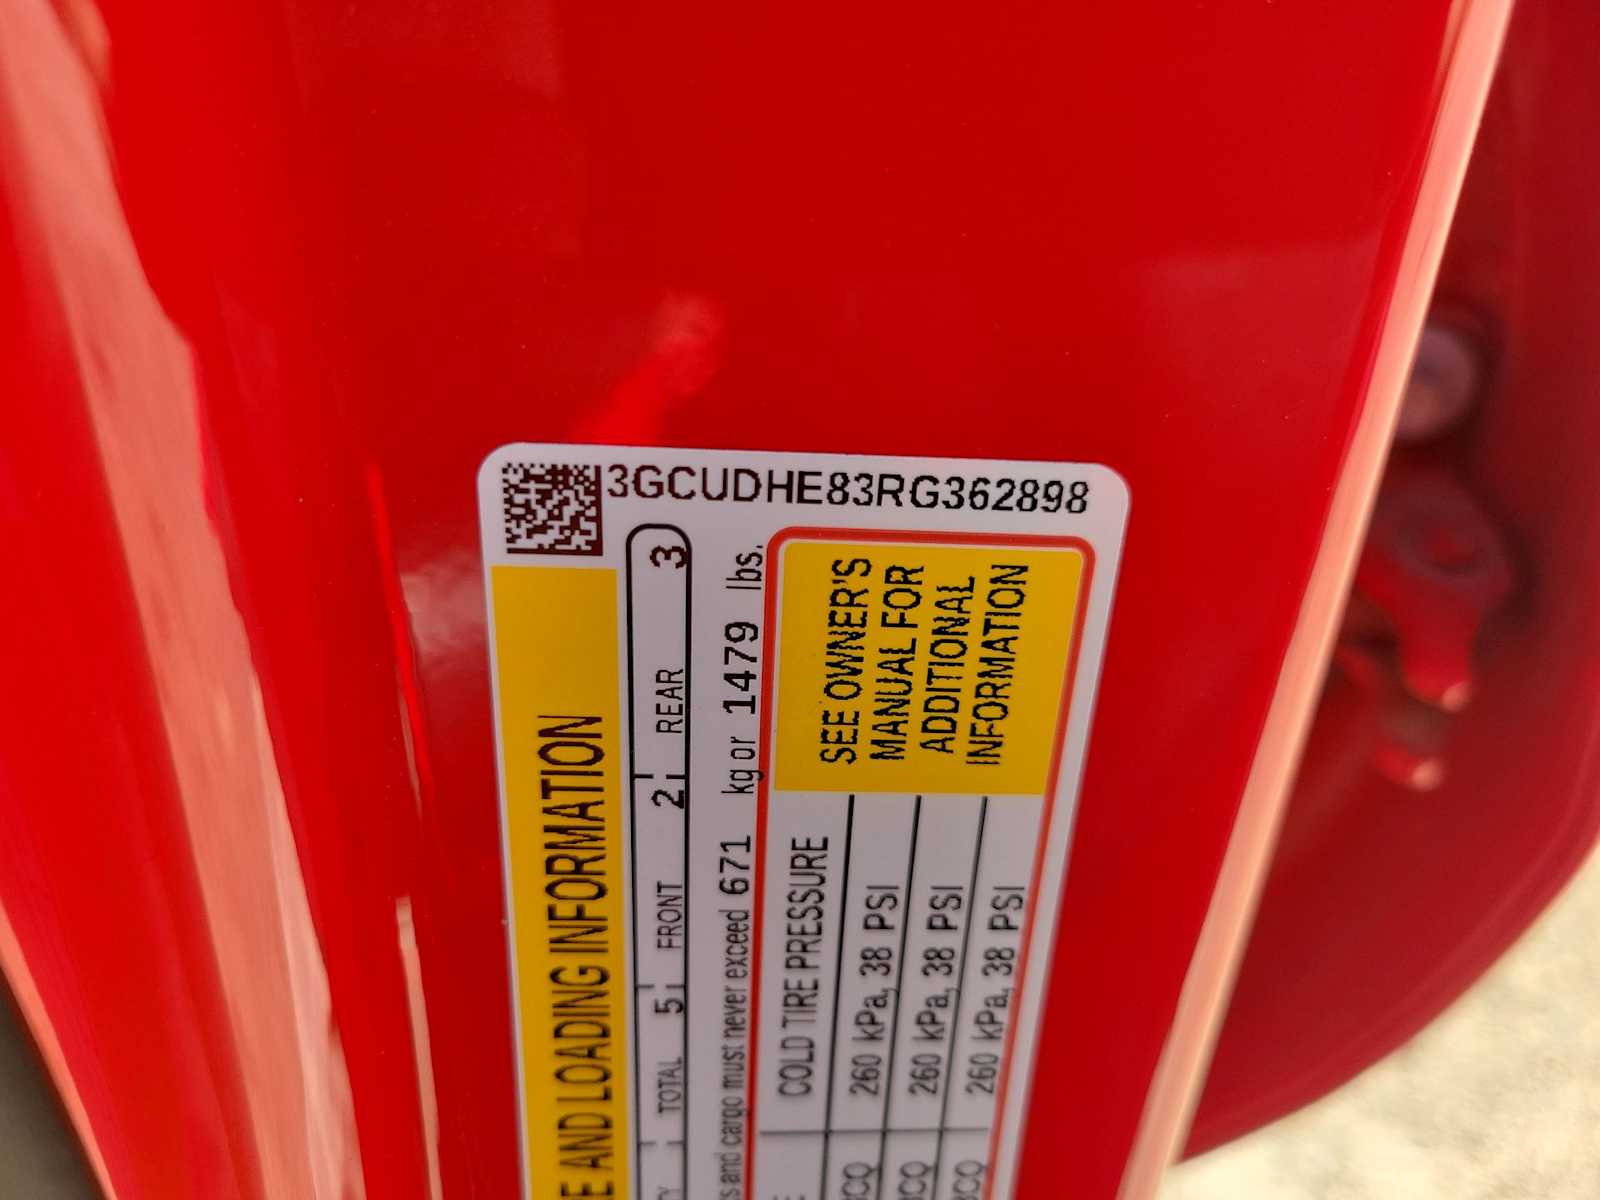 3GCUDHE83RG362898
E AND LOADING INFORMATION
TOTAL 5 FRONT 2 REAR 3
and cargo must never exceed 671 kg or 1479 lbs.
COLD TIRE PRESSURE
260 kPa, 38 PSI
260 kPa, 38 PSI
260 kPa, 38 PSI
SEE OWNER'S
MANUAL FOR
ADDITIONAL
INFORMATION